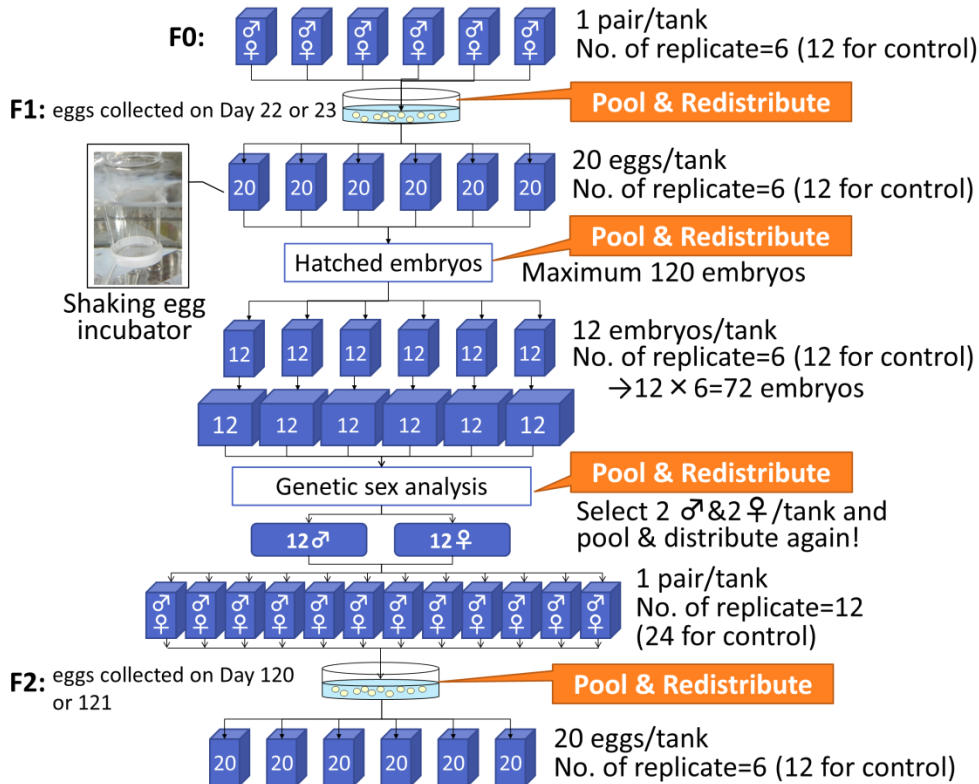 F0:
♂ ♂ ♂ ♂ ♂ ♂
♀ ♀ ♀ ♀ ♀ ♀
1 pair/tank
No. of replicate=6 (12 for control)
F1: eggs collected on Day 22 or 23
Pool & Redistribute
20 20 20 20 20 20
20 eggs/tank
No. of replicate=6 (12 for control)
Shaking egg
incubator
Pool & Redistribute
Hatched embryos
Maximum 120 embryos
12 12 12 12 12 12
12 embryos/tank
No. of replicate=6 (12 for control)
→12 × 6=72 embryos
12 12 12 12 12 12
Pool & Redistribute
Genetic sex analysis
Select 2 ♂&2♀/tank and
pool & distribute again!
12♂ 12♀
♂ ♂ ♂ ♂ ♂ ♂ ♂ ♂ ♂ ♂ ♂
♀ ♀ ♀ ♀ ♀ ♀ ♀ ♀ ♀ ♀ ♀
1 pair/tank
No. of replicate=12
(24 for control)
F2: eggs collected on Day 120
or 121
Pool & Redistribute
20 20 20 20 20 20
20 eggs/tank
No. of replicate=6 (12 for control)